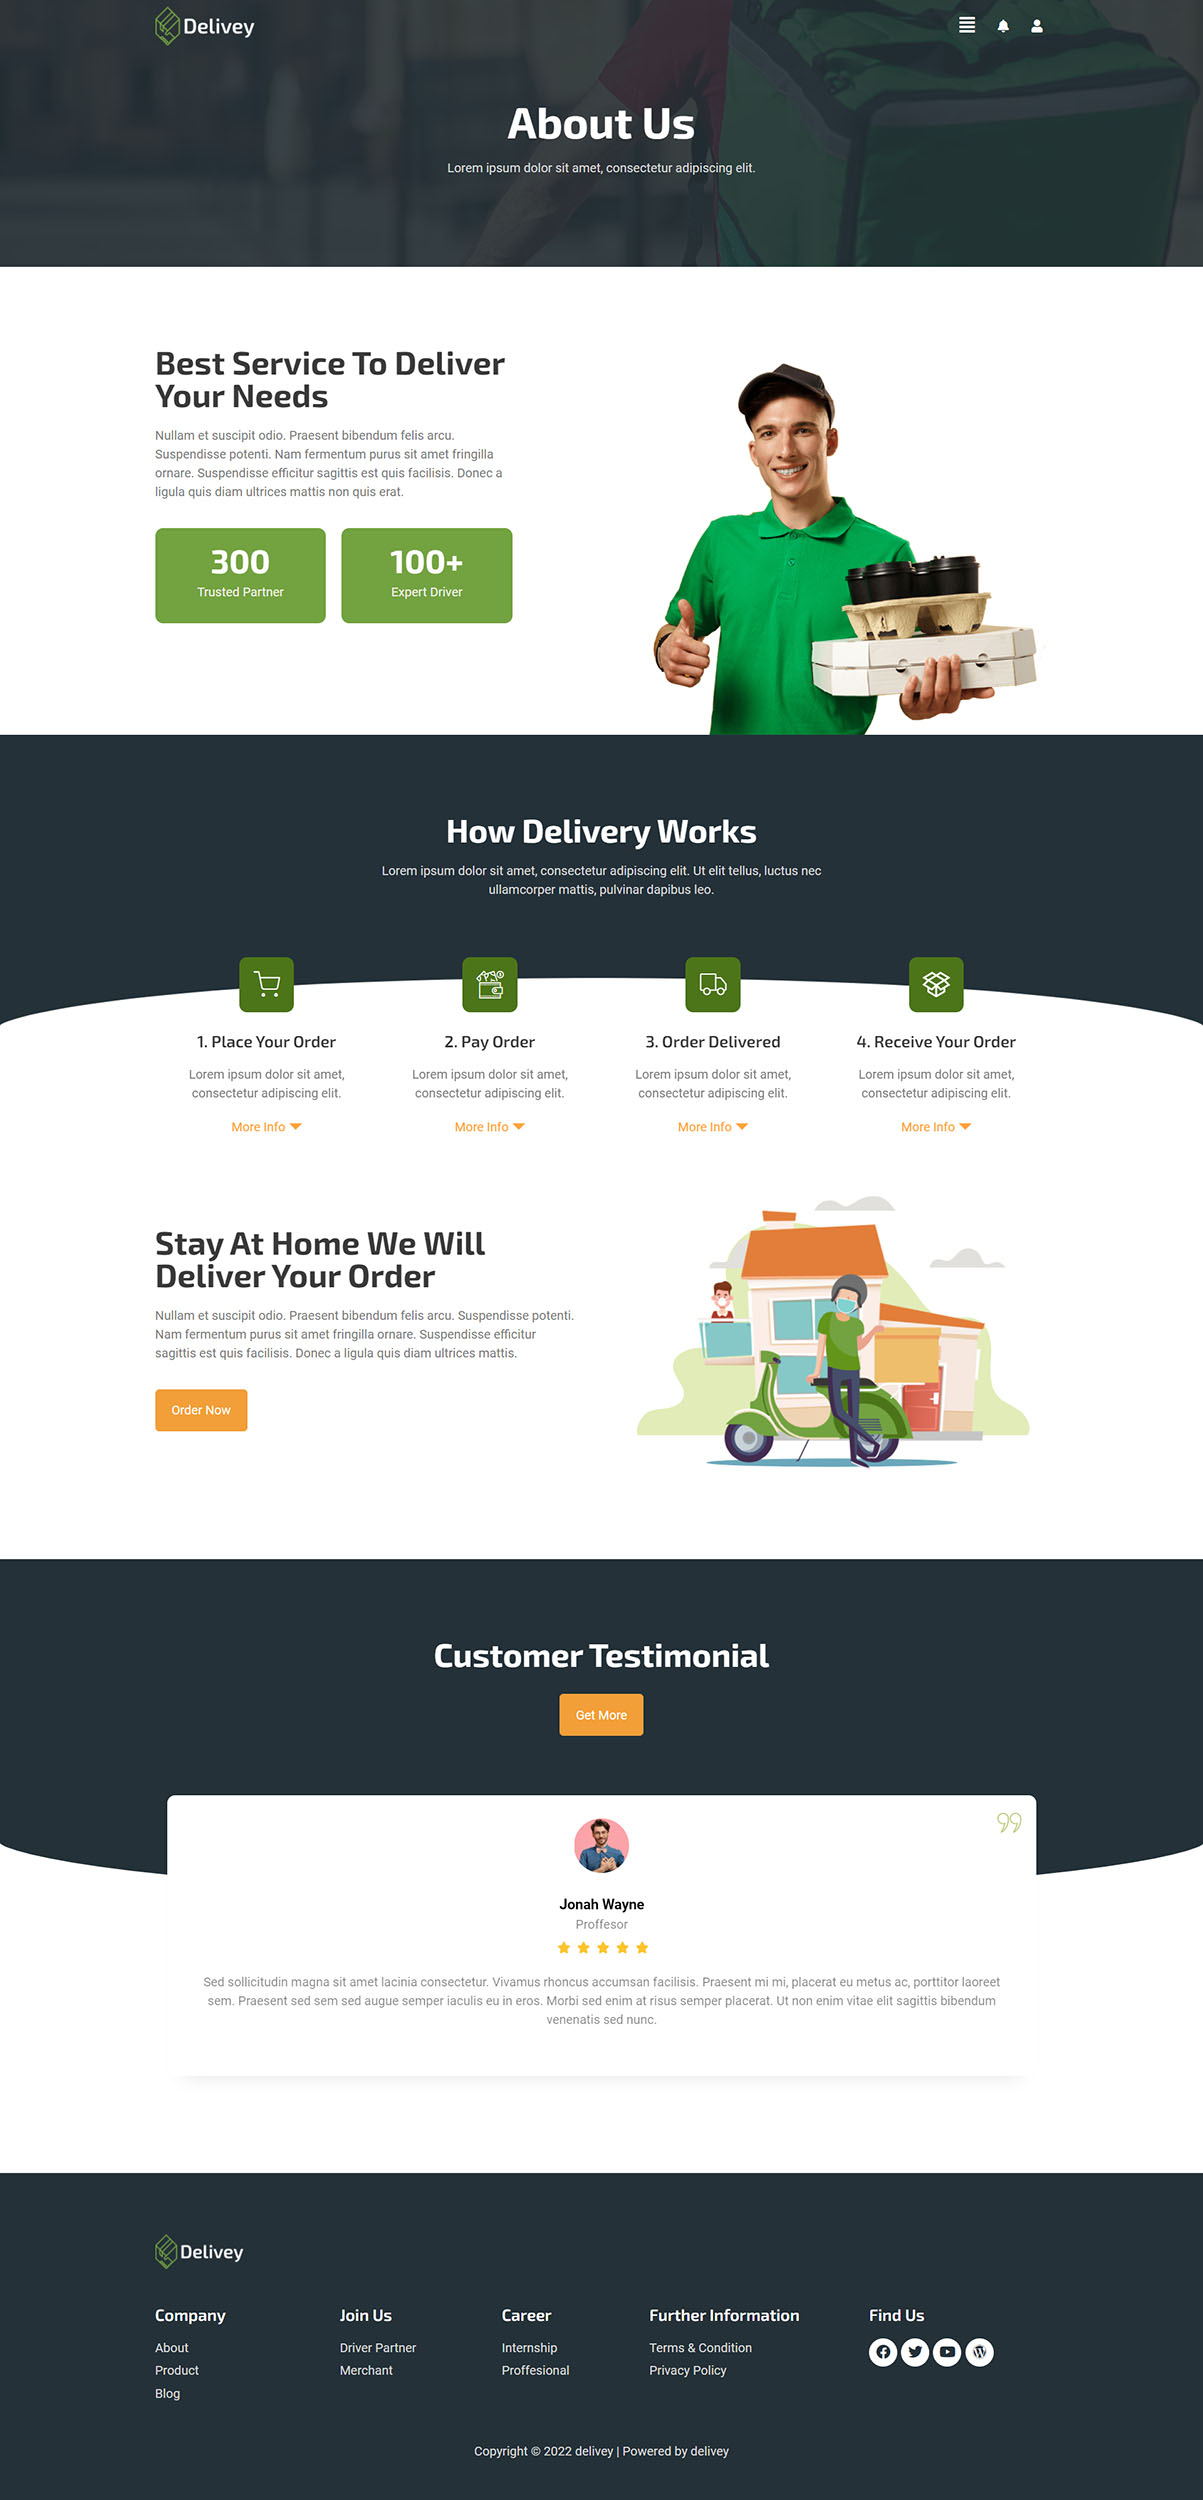 Delivey
About Us
Lorem ipsum dolor sit amet, consectetur adipiscing elit.
Best Service To Deliver
Your Needs
Nullam et suscipit odio. Praesent bibendum felis arcu.
Suspendisse potenti. Nam fermentum purus sit amet fringilla
ornare. Suspendisse efficitur sagittis est quis facilisis. Donec a
ligula quis diam ultrices mattis non quis erat.
300
Trusted Partner
100+
Expert Driver
How Delivery Works
Lorem ipsum dolor sit amet, consectetur adipiscing elit. Ut elit tellus, luctus nec
ullamcorper mattis, pulvinar dapibus leo.
1. Place Your Order
Lorem ipsum dolor sit amet,
consectetur adipiscing elit.
More Info
2. Pay Order
Lorem ipsum dolor sit amet,
consectetur adipiscing elit.
More Info
3. Order Delivered
Lorem ipsum dolor sit amet,
consectetur adipiscing elit.
More Info
4. Receive Your Order
Lorem ipsum dolor sit amet,
consectetur adipiscing elit.
More Info
Stay At Home We Will
Deliver Your Order
Nullam et suscipit odio. Praesent bibendum felis arcu. Suspendisse potenti.
Nam fermentum purus sit amet fringilla ornare. Suspendisse efficitur
sagittis est quis facilisis. Donec a ligula quis diam ultrices mattis.
Order Now
Customer Testimonial
Get More
Jonah Wayne
Proffesor
Sed sollicitudin magna sit amet lacinia consectetur. Vivamus rhoncus accumsan facilisis. Praesent mi mi, placerat eu metus ac, porttitor laoreet
sem. Praesent sed sem sed augue semper iaculis eu in eros. Morbi sed enim at risus semper placerat. Ut non enim vitae elit sagittis bibendum
venenatis sed nunc.
Delivey
Company
About
Product
Blog
Join Us
Driver Partner
Merchant
Career
Internship
Proffesional
Further Information
Terms & Condition
Privacy Policy
Find Us
Copyright © 2022 delivey | Powered by delivey